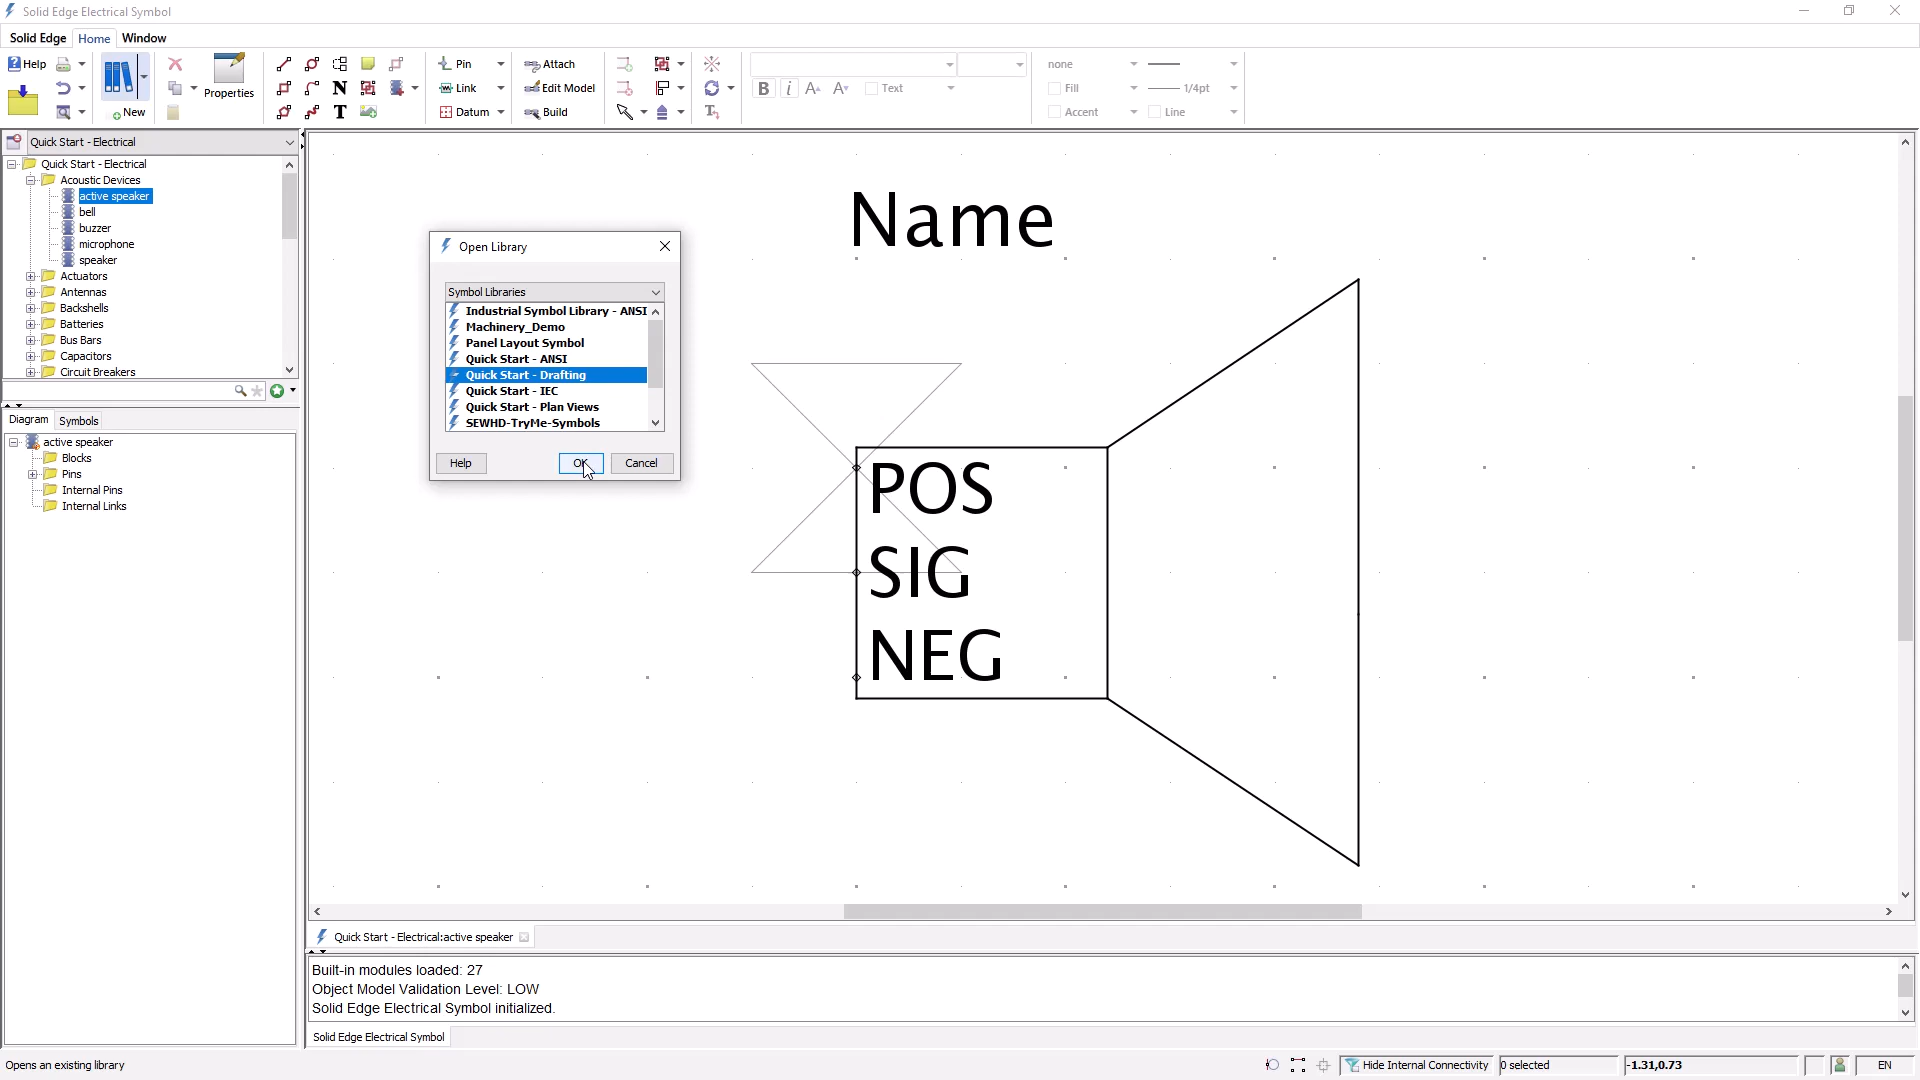 Solid Edge Electrical Symbol
Solid Edge Home Window
Help
New
Properties
Pin
Link
Datum
Attach
Edit Model
Build
B i A A Text
none
Fill 1/4pt
Accent Line
Quick Start - Electrical
Quick Start - Electrical
Acoustic Devices
active speaker
bell
buzzer
microphone
speaker
Actuators
Antennas
Backshells
Batteries
Bus Bars
Capacitors
Circuit Breakers
Diagram Symbols
active speaker
Blocks
Pins
Internal Pins
Internal Links
Open Library
Symbol Libraries
Industrial Symbol Library - ANSI
Machinery_Demo
Panel Layout Symbol
Quick Start - ANSI
Quick Start - Drafting
Quick Start - IEC
Quick Start - Plan Views
SEWHD-TryMe-Symbols
Help OK Cancel
Name
POS
SIG
NEG
Quick Start - Electrical:active speaker
Built-in modules loaded: 27
Object Model Validation Level: LOW
Solid Edge Electrical Symbol initialized.
Solid Edge Electrical Symbol
Opens an existing library
Hide Internal Connectivity 0 selected -1.31,0.73 EN